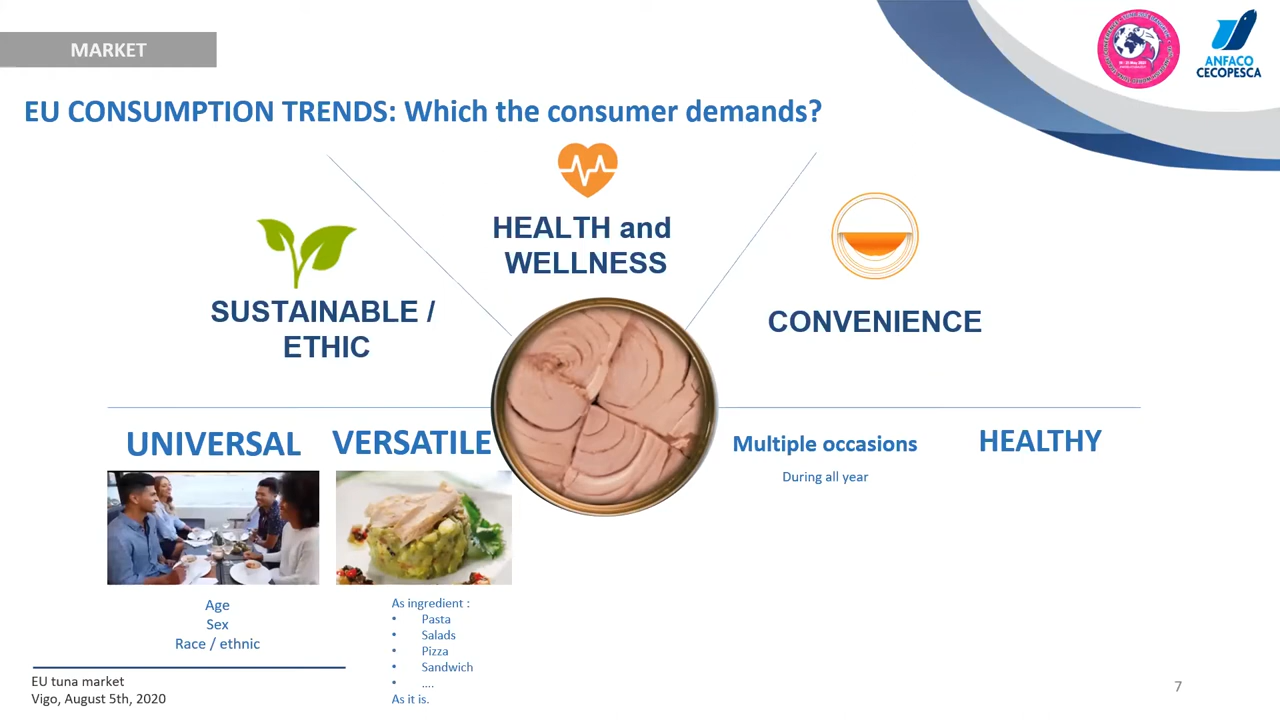 MARKET
ANFACO
CECOPESCA
EU CONSUMPTION TRENDS: Which the consumer demands?
HEALTH and
WELLNESS
SUSTAINABLE /
ETHIC
CONVENIENCE
UNIVERSAL
VERSATILE
Multiple occasions
HEALTHY
During all year
Age
Sex
Race / ethnic
As ingredient :
• Pasta
• Salads
• Pizza
• Sandwich
• ....
As it is.
EU tuna market
Vigo, August 5th, 2020
7